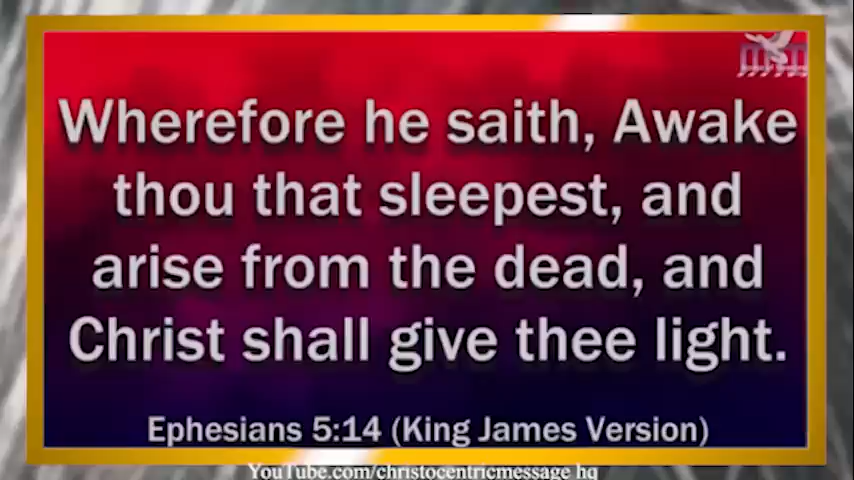 Wherefore he saith, Awake
thou that sleepest, and
arise from the dead, and
Christ shall give thee light.
Ephesians 5:14 (King James Version)
YouTube.com/christocentricmessage hq